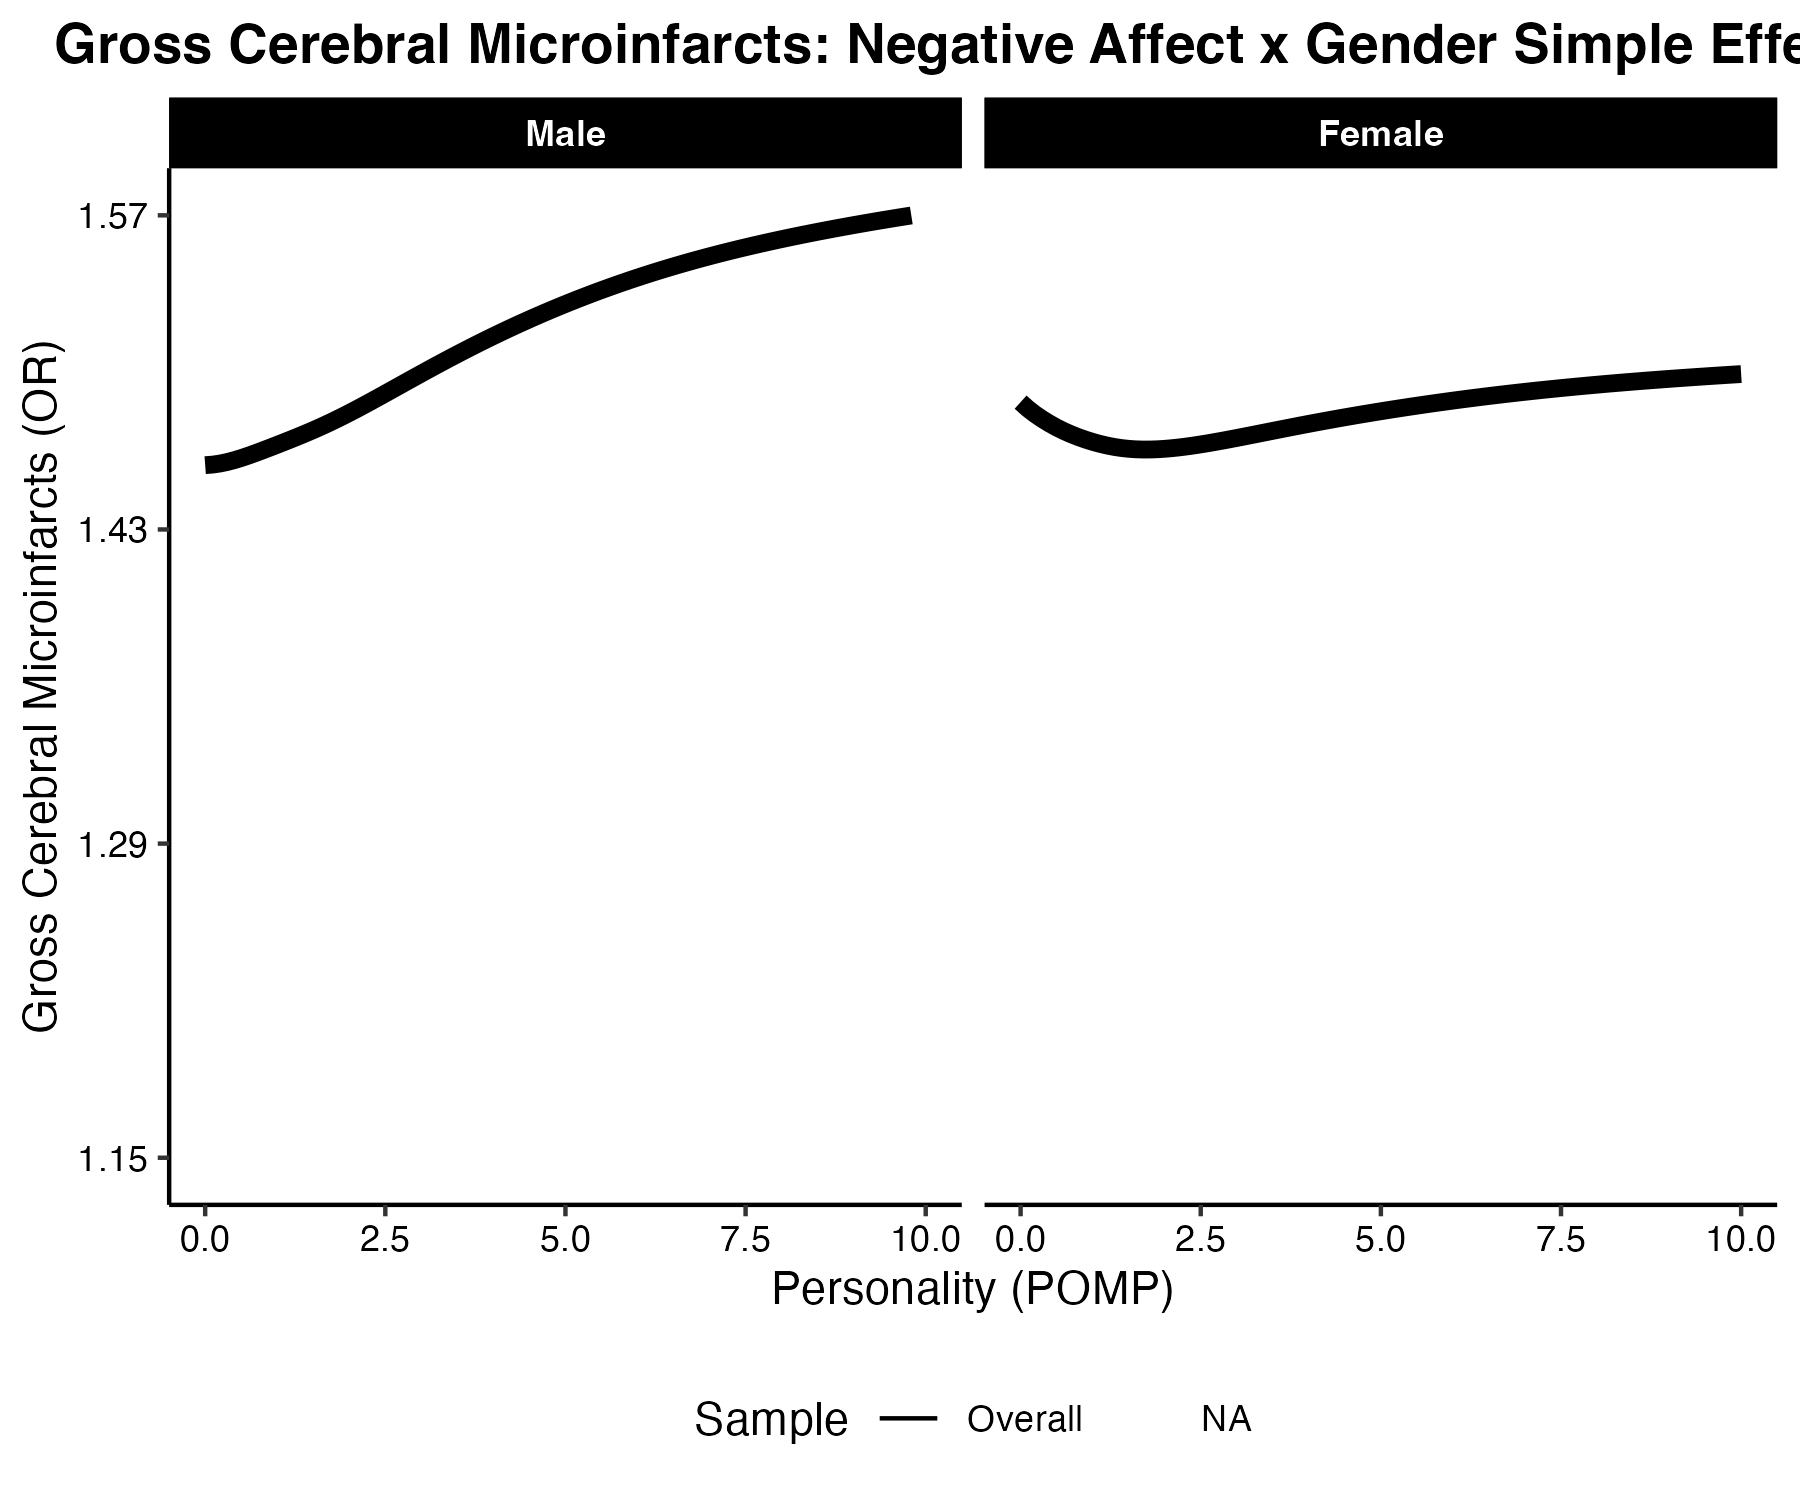 Gross Cerebral Microinfarcts: Negative Affect x Gender Simple Effe
Male Female
Gross Cerebral Microinfarcts (OR)
1.57
1.43
1.29
1.15
0.0 2.5 5.0 7.5 10.0 0.0 2.5 5.0 7.5 10.0
Personality (POMP)
Sample Overall NA